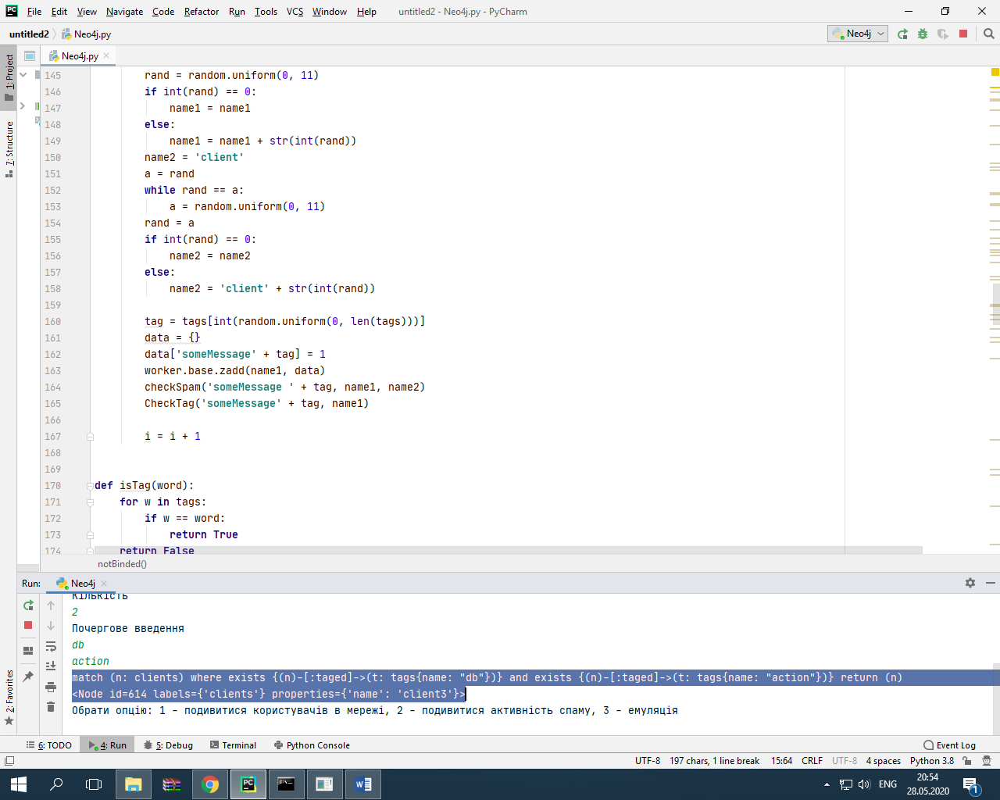 File Edit View Navigate Code Refactor Run Tools VCS Window Help untitled2 - Neo4j.py - PyCharm
untitled2 Neo4j.py Neo4j
1: Project
7: Structure
2: Favorites
Neo4j.py
145 rand = random.uniform(0, 11)
146 if int(rand) == 0:
147 name1 = name1
148 else:
149 name1 = name1 + str(int(rand))
150 name2 = 'client'
151 a = rand
152 while rand == a:
153 a = random.uniform(0, 11)
154 rand = a
155 if int(rand) == 0:
156 name2 = name2
157 else:
158 name2 = 'client' + str(int(rand))
159
160 tag = tags[int(random.uniform(0, len(tags)))]
161 data = {}
162 data['someMessage' + tag] = 1
163 worker.base.zadd(name1, data)
164 checkSpam('someMessage ' + tag, name1, name2)
165 CheckTag('someMessage' + tag, name1)
166
167 i = i + 1
168
169
170 def isTag(word):
171 for w in tags:
172 if w == word:
173 return True
174 return False
notBinded()
Run: Neo4j
Кількість
2
Почергове введення
db
action
match (n: clients) where exists {(n)-[:taged]->(t: tags{name: "db"})} and exists {(n)-[:taged]->(t: tags{name: "action"})} return (n)
<Node id=614 labels={'clients'} properties={'name': 'client3'}>
Обрати опцію: 1 - подивитися користувачів в мережі, 2 - подивитися активність спаму, 3 - емуляція
6: TODO 4: Run 5: Debug Terminal Python Console Event Log
UTF-8 197 chars, 1 line break 15:64 CRLF UTF-8 4 spaces Python 3.8
ENG 20:54
28.05.2020
1